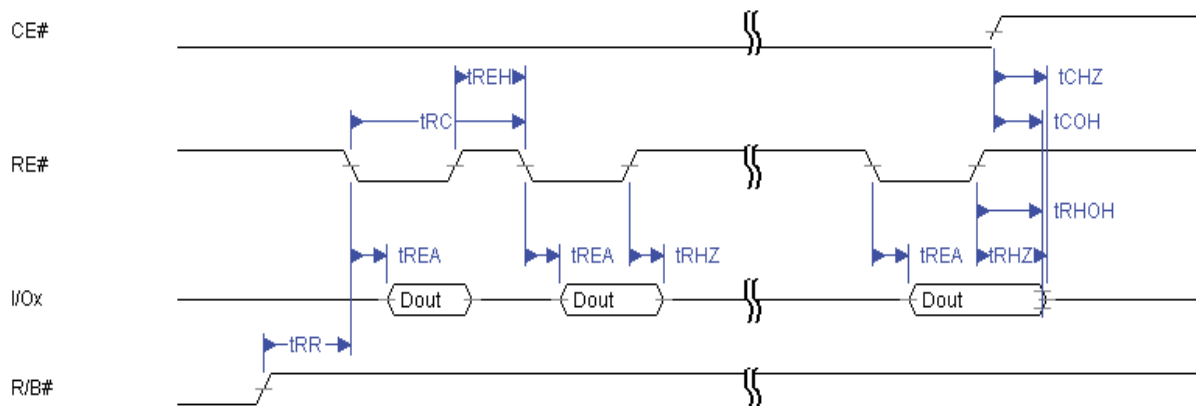 CE#
tREH
tCHZ
tRC
tCOH
RE#
tRHOH
tREA
tREA
tRHZ
tREA
tRHZ
I/Ox
Dout
Dout
Dout
tRR
R/B#